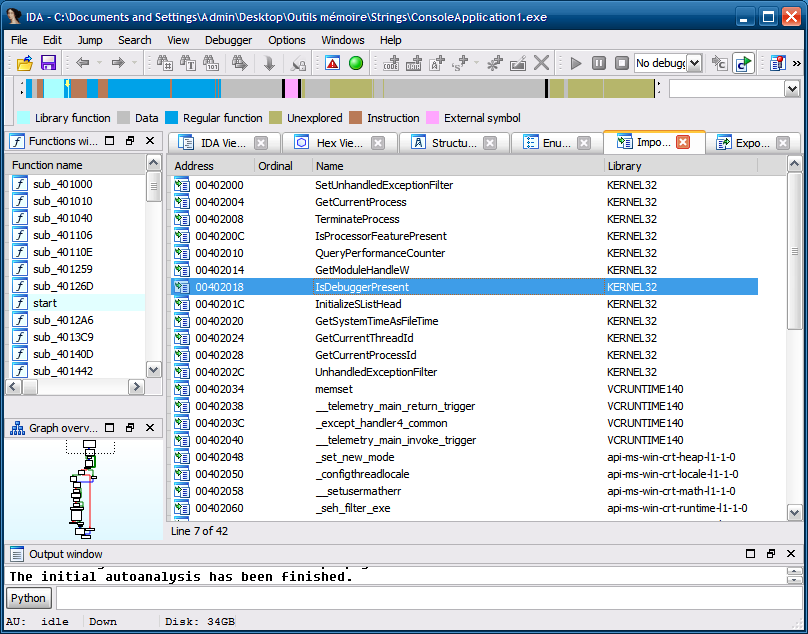 IDA - C:\Documents and Settings\Admin\Desktop\Outils mémoire\Strings\ConsoleApplication1.exe
File Edit Jump Search View Debugger Options Windows Help
No debugg
Library function Data Regular function Unexplored Instruction External symbol
Functions wi...
IDA Vie... Hex Vie... Structu... Enu... Impo... Expo...
Function name
sub_401000
sub_401010
sub_401040
sub_401106
sub_40110E
sub_401259
sub_40126D
start
sub_4012A6
sub_4013C9
sub_40140D
sub_401442
Address Ordinal Name Library
00402000 SetUnhandledExceptionFilter KERNEL32
00402004 GetCurrentProcess KERNEL32
00402008 TerminateProcess KERNEL32
0040200C IsProcessorFeaturePresent KERNEL32
00402010 QueryPerformanceCounter KERNEL32
00402014 GetModuleHandleW KERNEL32
00402018 IsDebuggerPresent KERNEL32
0040201C InitializeSListHead KERNEL32
00402020 GetSystemTimeAsFileTime KERNEL32
00402024 GetCurrentThreadId KERNEL32
00402028 GetCurrentProcessId KERNEL32
0040202C UnhandledExceptionFilter KERNEL32
00402034 memset VCRUNTIME140
00402038 __telemetry_main_return_trigger VCRUNTIME140
0040203C _except_handler4_common VCRUNTIME140
00402040 __telemetry_main_invoke_trigger VCRUNTIME140
00402048 _set_new_mode api-ms-win-crt-heap-l1-1-0
00402050 _configthreadlocale api-ms-win-crt-locale-l1-1-0
00402058 __setusermatherr api-ms-win-crt-math-l1-1-0
00402060 _seh_filter_exe api-ms-win-crt-runtime-l1-1-0
Graph overv...
Line 7 of 42
Output window
The initial autoanalysis has been finished.
Python
AU: idle Down Disk: 34GB